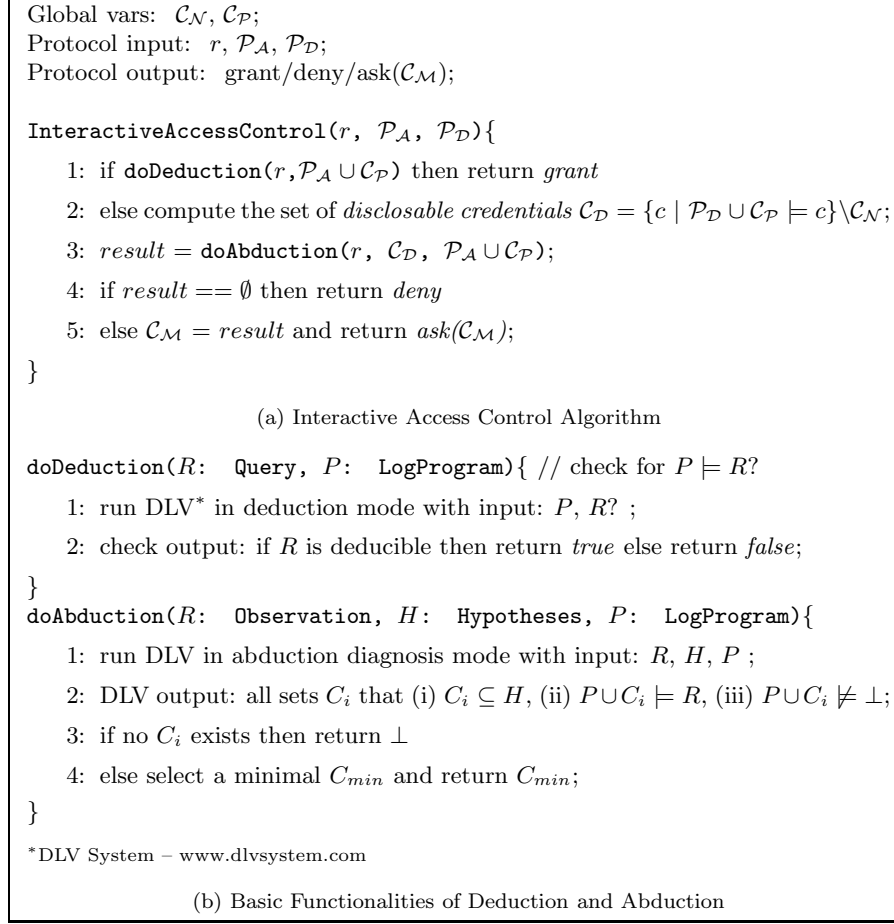 Global vars: 𝒞_𝒩, 𝒞_𝒫;
Protocol input: r, 𝒫_𝒜, 𝒫_𝒟;
Protocol output: grant/deny/ask(𝒞_ℳ);
InteractiveAccessControl(r, 𝒫_𝒜, 𝒫_𝒟){
1: if doDeduction(r,𝒫_𝒜 ∪ 𝒞_𝒫) then return grant
2: else compute the set of disclosable credentials 𝒞_𝒟 = {c | 𝒫_𝒟 ∪ 𝒞_𝒫 ⊨ c}\𝒞_𝒩;
3: result = doAbduction(r, 𝒞_𝒟, 𝒫_𝒜 ∪ 𝒞_𝒫);
4: if result == ∅ then return deny
5: else 𝒞_ℳ = result and return ask(𝒞_ℳ);
}
(a) Interactive Access Control Algorithm
doDeduction(R: Query, P: LogProgram){ // check for P ⊨ R?
1: run DLV* in deduction mode with input: P, R? ;
2: check output: if R is deducible then return true else return false;
}
doAbduction(R: Observation, H: Hypotheses, P: LogProgram){
1: run DLV in abduction diagnosis mode with input: R, H, P ;
2: DLV output: all sets C_i that (i) C_i ⊆ H, (ii) P∪C_i ⊨ R, (iii) P∪C_i ⊭ ⊥;
3: if no C_i exists then return ⊥
4: else select a minimal C_min and return C_min;
}
*DLV System – www.dlvsystem.com
(b) Basic Functionalities of Deduction and Abduction